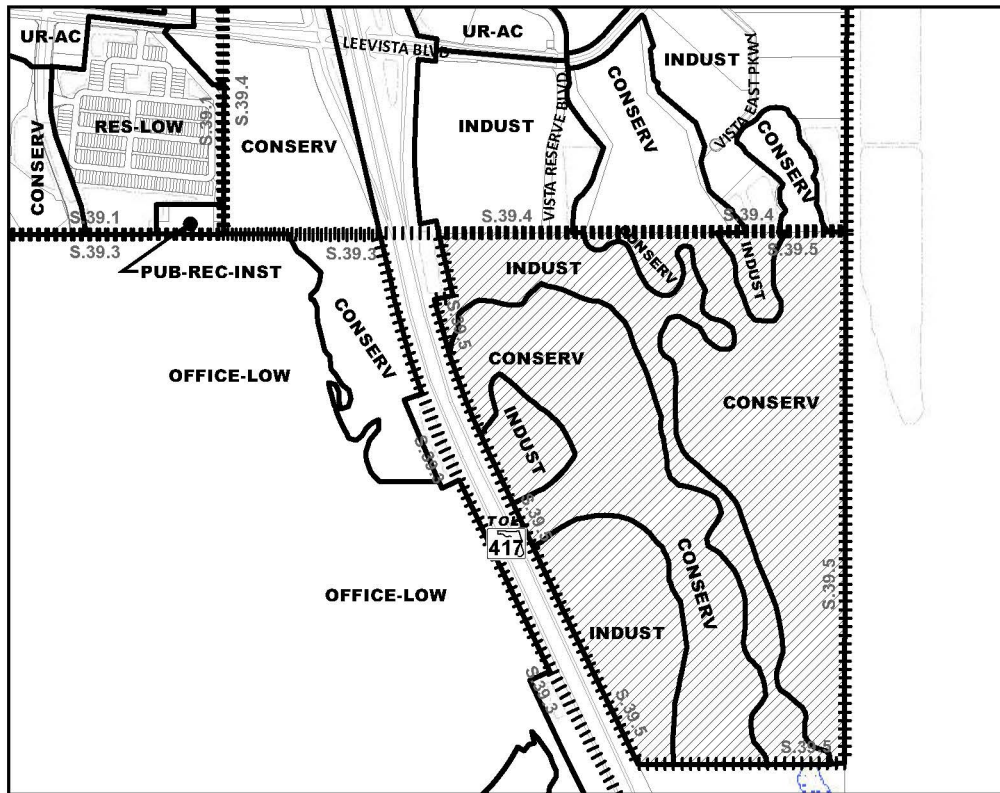 UR-AC
UR-AC
LEEVISTA BLVD
INDUST
VISTA EAST PKWY
CONSERV
S.39.1
S.39.4
RES-LOW
CONSERV
INDUST
VISTA RESERVE BLVD
CONSERV
CONSERV
S.39.1
S.39.4
S.39.4
S.39.3
S.39.3
S.39.5
PUB-REC-INST
INDUST
CONSERV
INDUST
CONSERV
S.39.5
OFFICE-LOW
CONSERV
CONSERV
INDUST
S.39.3
S.39.5
TOLL
417
CONSERV
S.39.5
OFFICE-LOW
INDUST
S.39.3
S.39.5
S.39.5